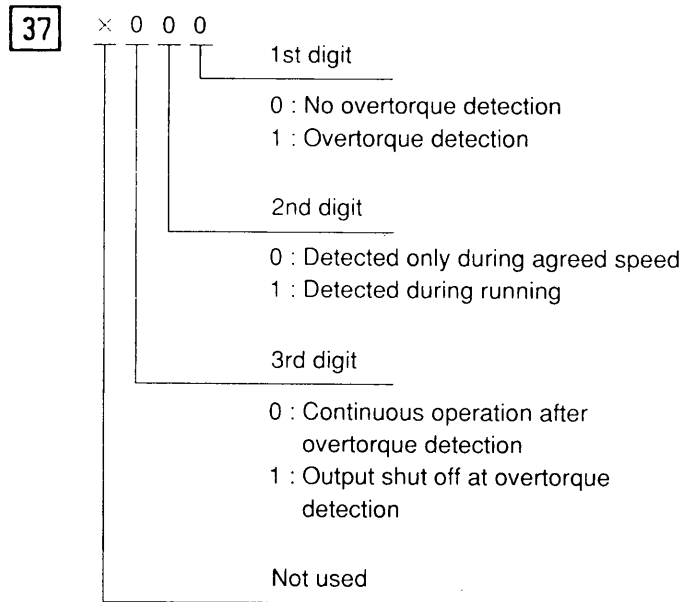 37 × 0 0 0
1st digit
0 : No overtorque detection
1 : Overtorque detection
2nd digit
0 : Detected only during agreed speed
1 : Detected during running
3rd digit
0 : Continuous operation after
overtorque detection
1 : Output shut off at overtorque
detection
Not used